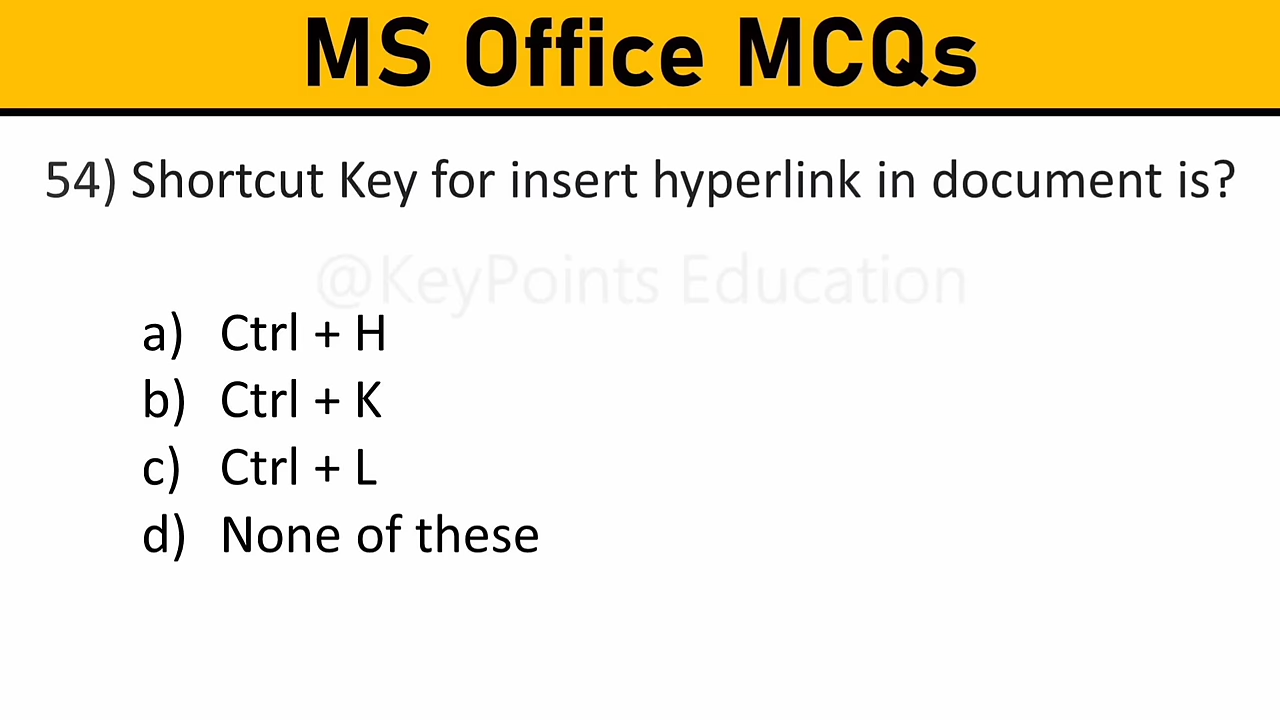 MS Office MCQs
54) Shortcut Key for insert hyperlink in document is?
@KeyPoints Education
a) Ctrl + H
b) Ctrl + K
c) Ctrl + L
d) None of these